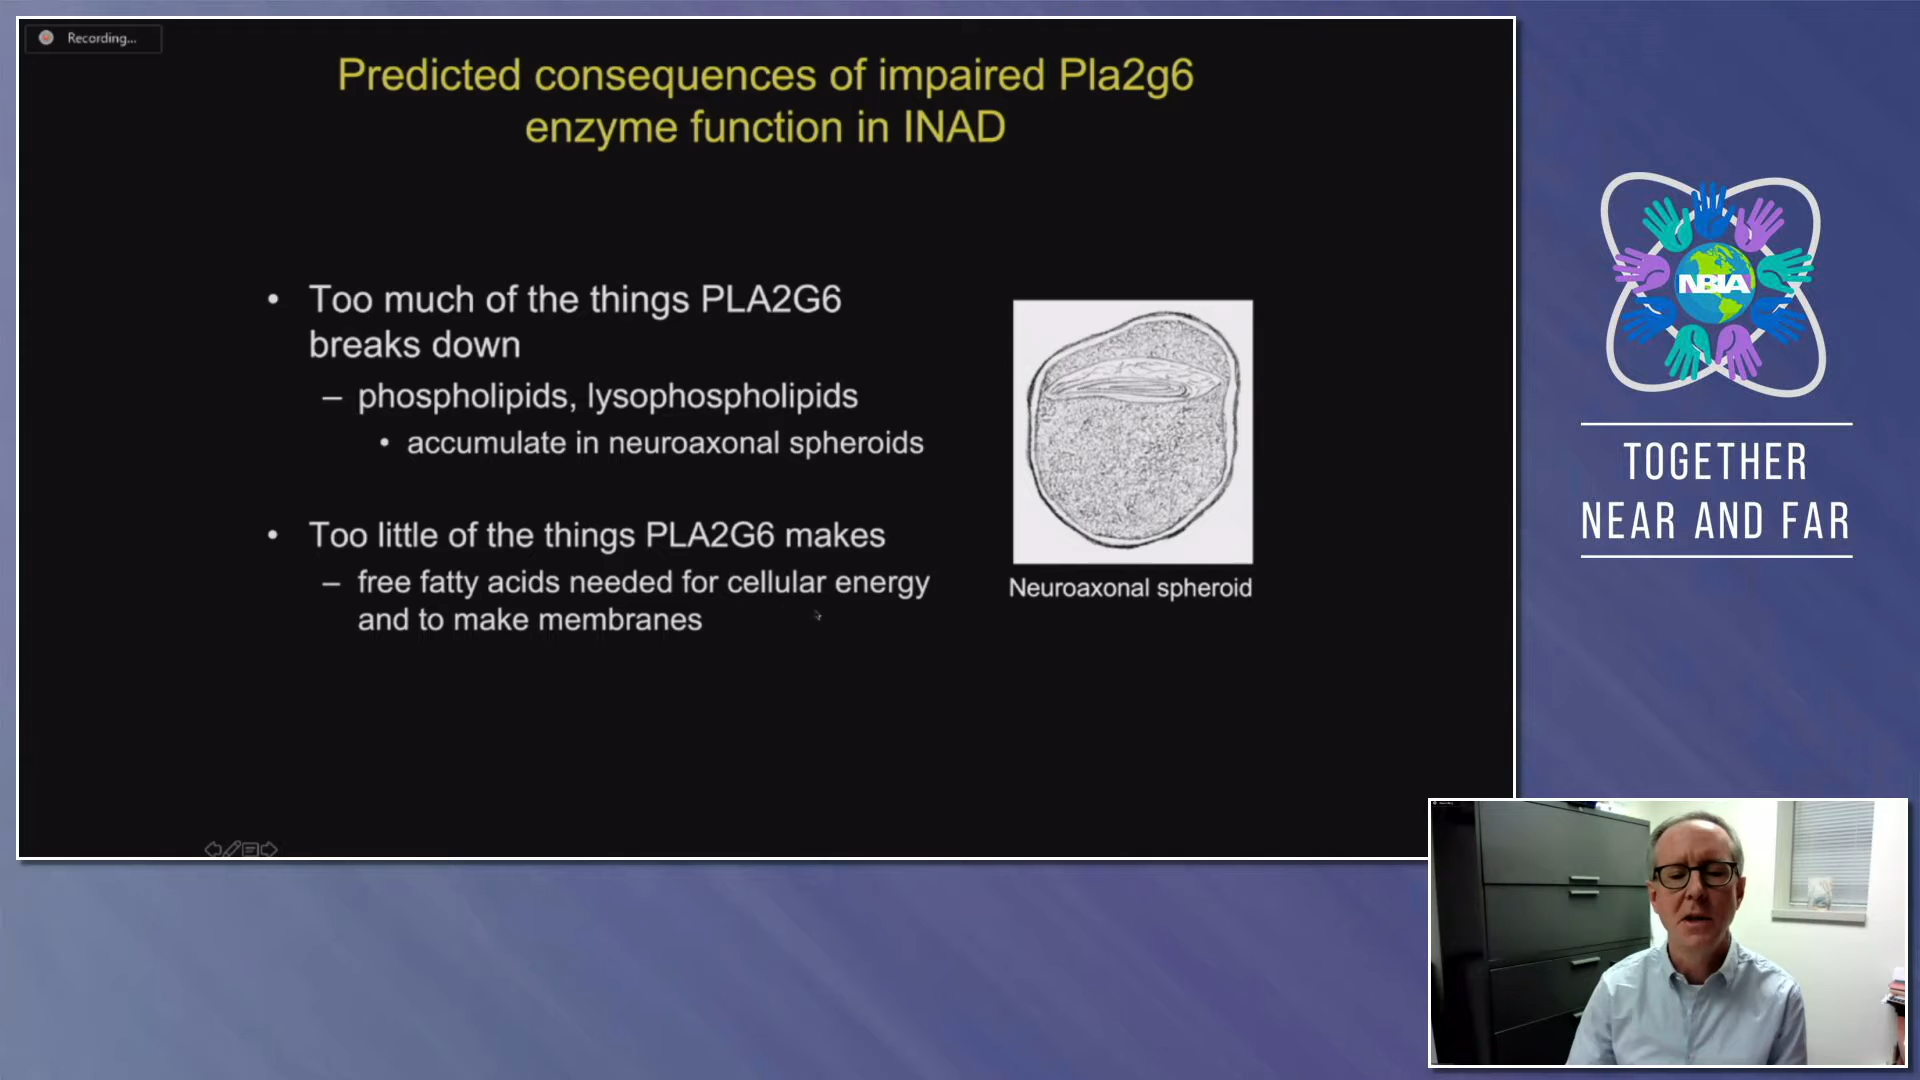 Recording...
Predicted consequences of impaired Pla2g6
enzyme function in INAD
• Too much of the things PLA2G6
breaks down
– phospholipids, lysophospholipids
• accumulate in neuroaxonal spheroids
• Too little of the things PLA2G6 makes
– free fatty acids needed for cellular energy
and to make membranes
Neuroaxonal spheroid
NBIA
TOGETHER
NEAR AND FAR